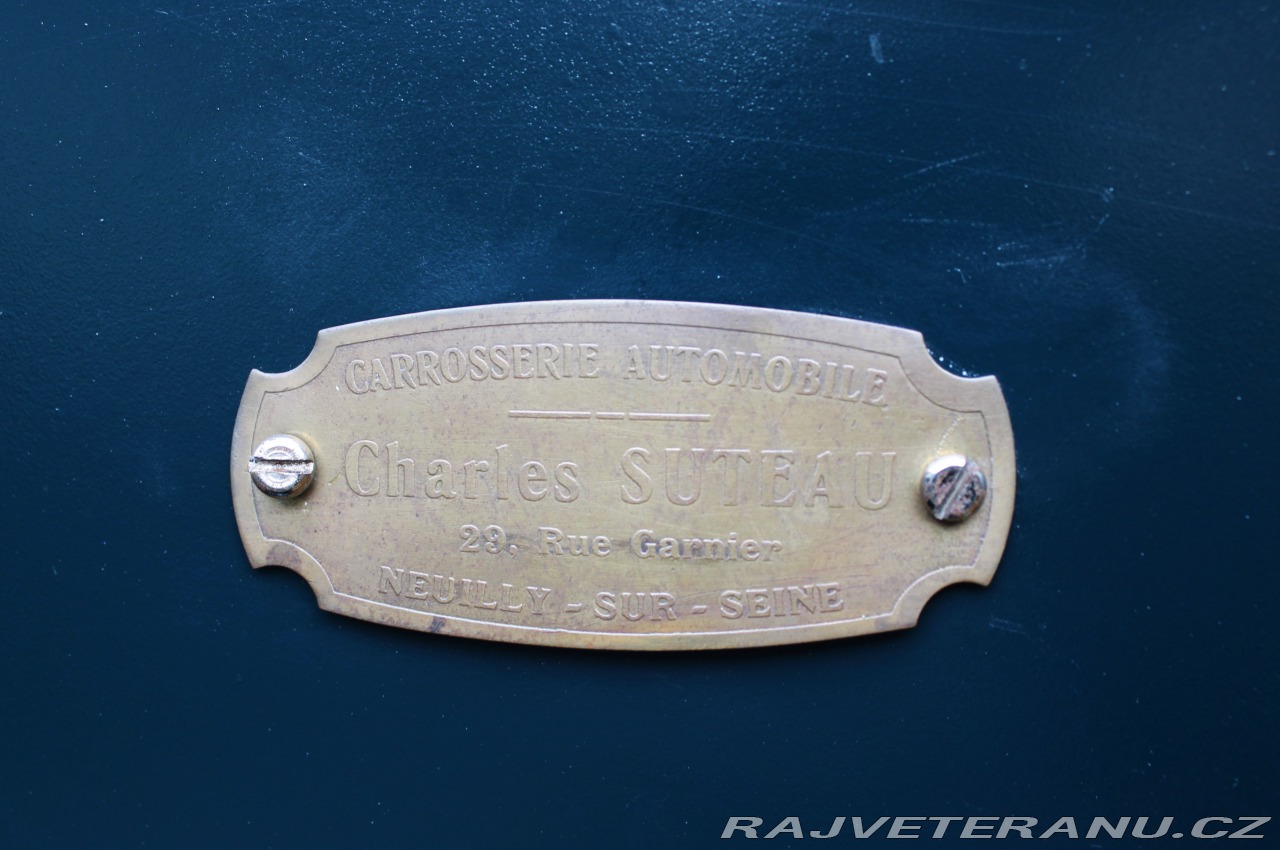 CARROSSERIE AUTOMOBILE
Charles SUTEAU
29, Rue Garnier
NEUILLY - SUR - SEINE
RAJVETERANU.CZ